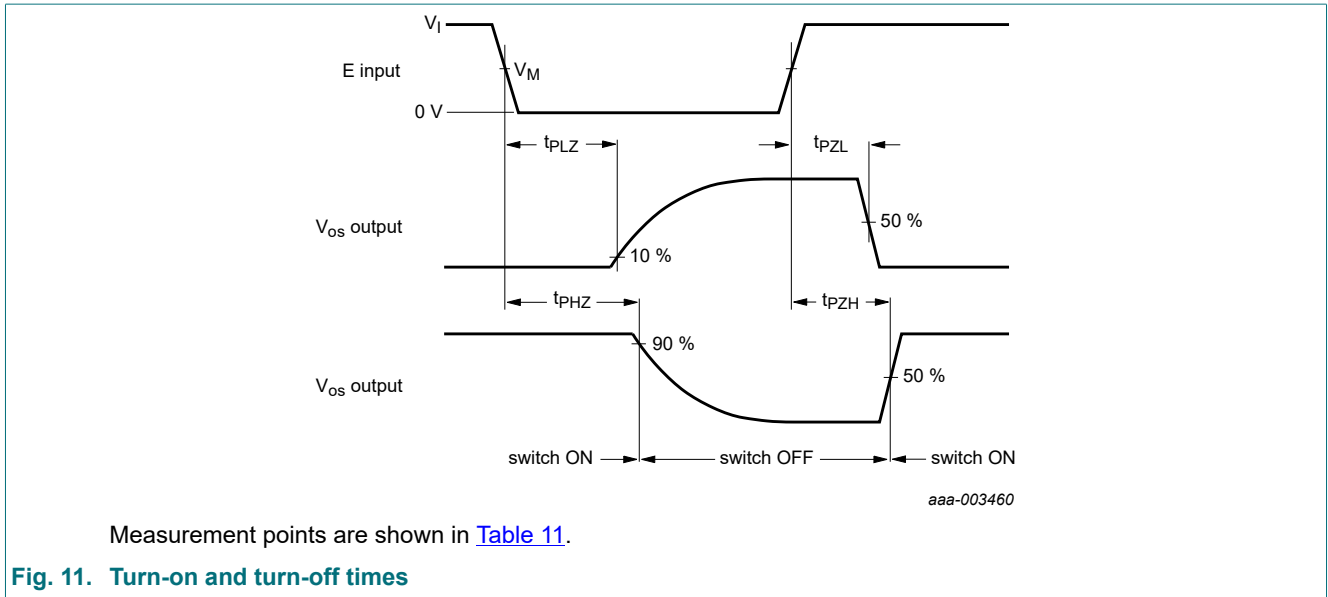 V_I
E input
V_M
0 V
t_PLZ
t_PZL
V_os output
50 %
10 %
t_PHZ
t_PZH
90 %
V_os output
50 %
switch ON
switch OFF
switch ON
aaa-003460
Measurement points are shown in Table 11.
Fig. 11. Turn-on and turn-off times